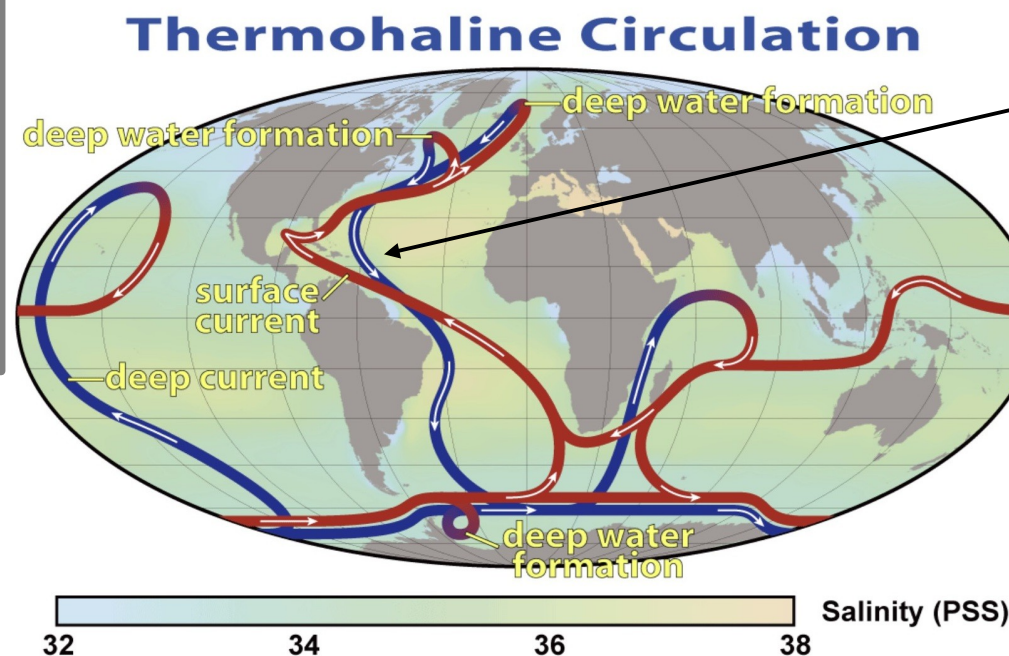 Thermohaline Circulation
deep water formation
deep water formation
surface
current
deep current
deep water
formation
32
34
36
38
Salinity (PSS)